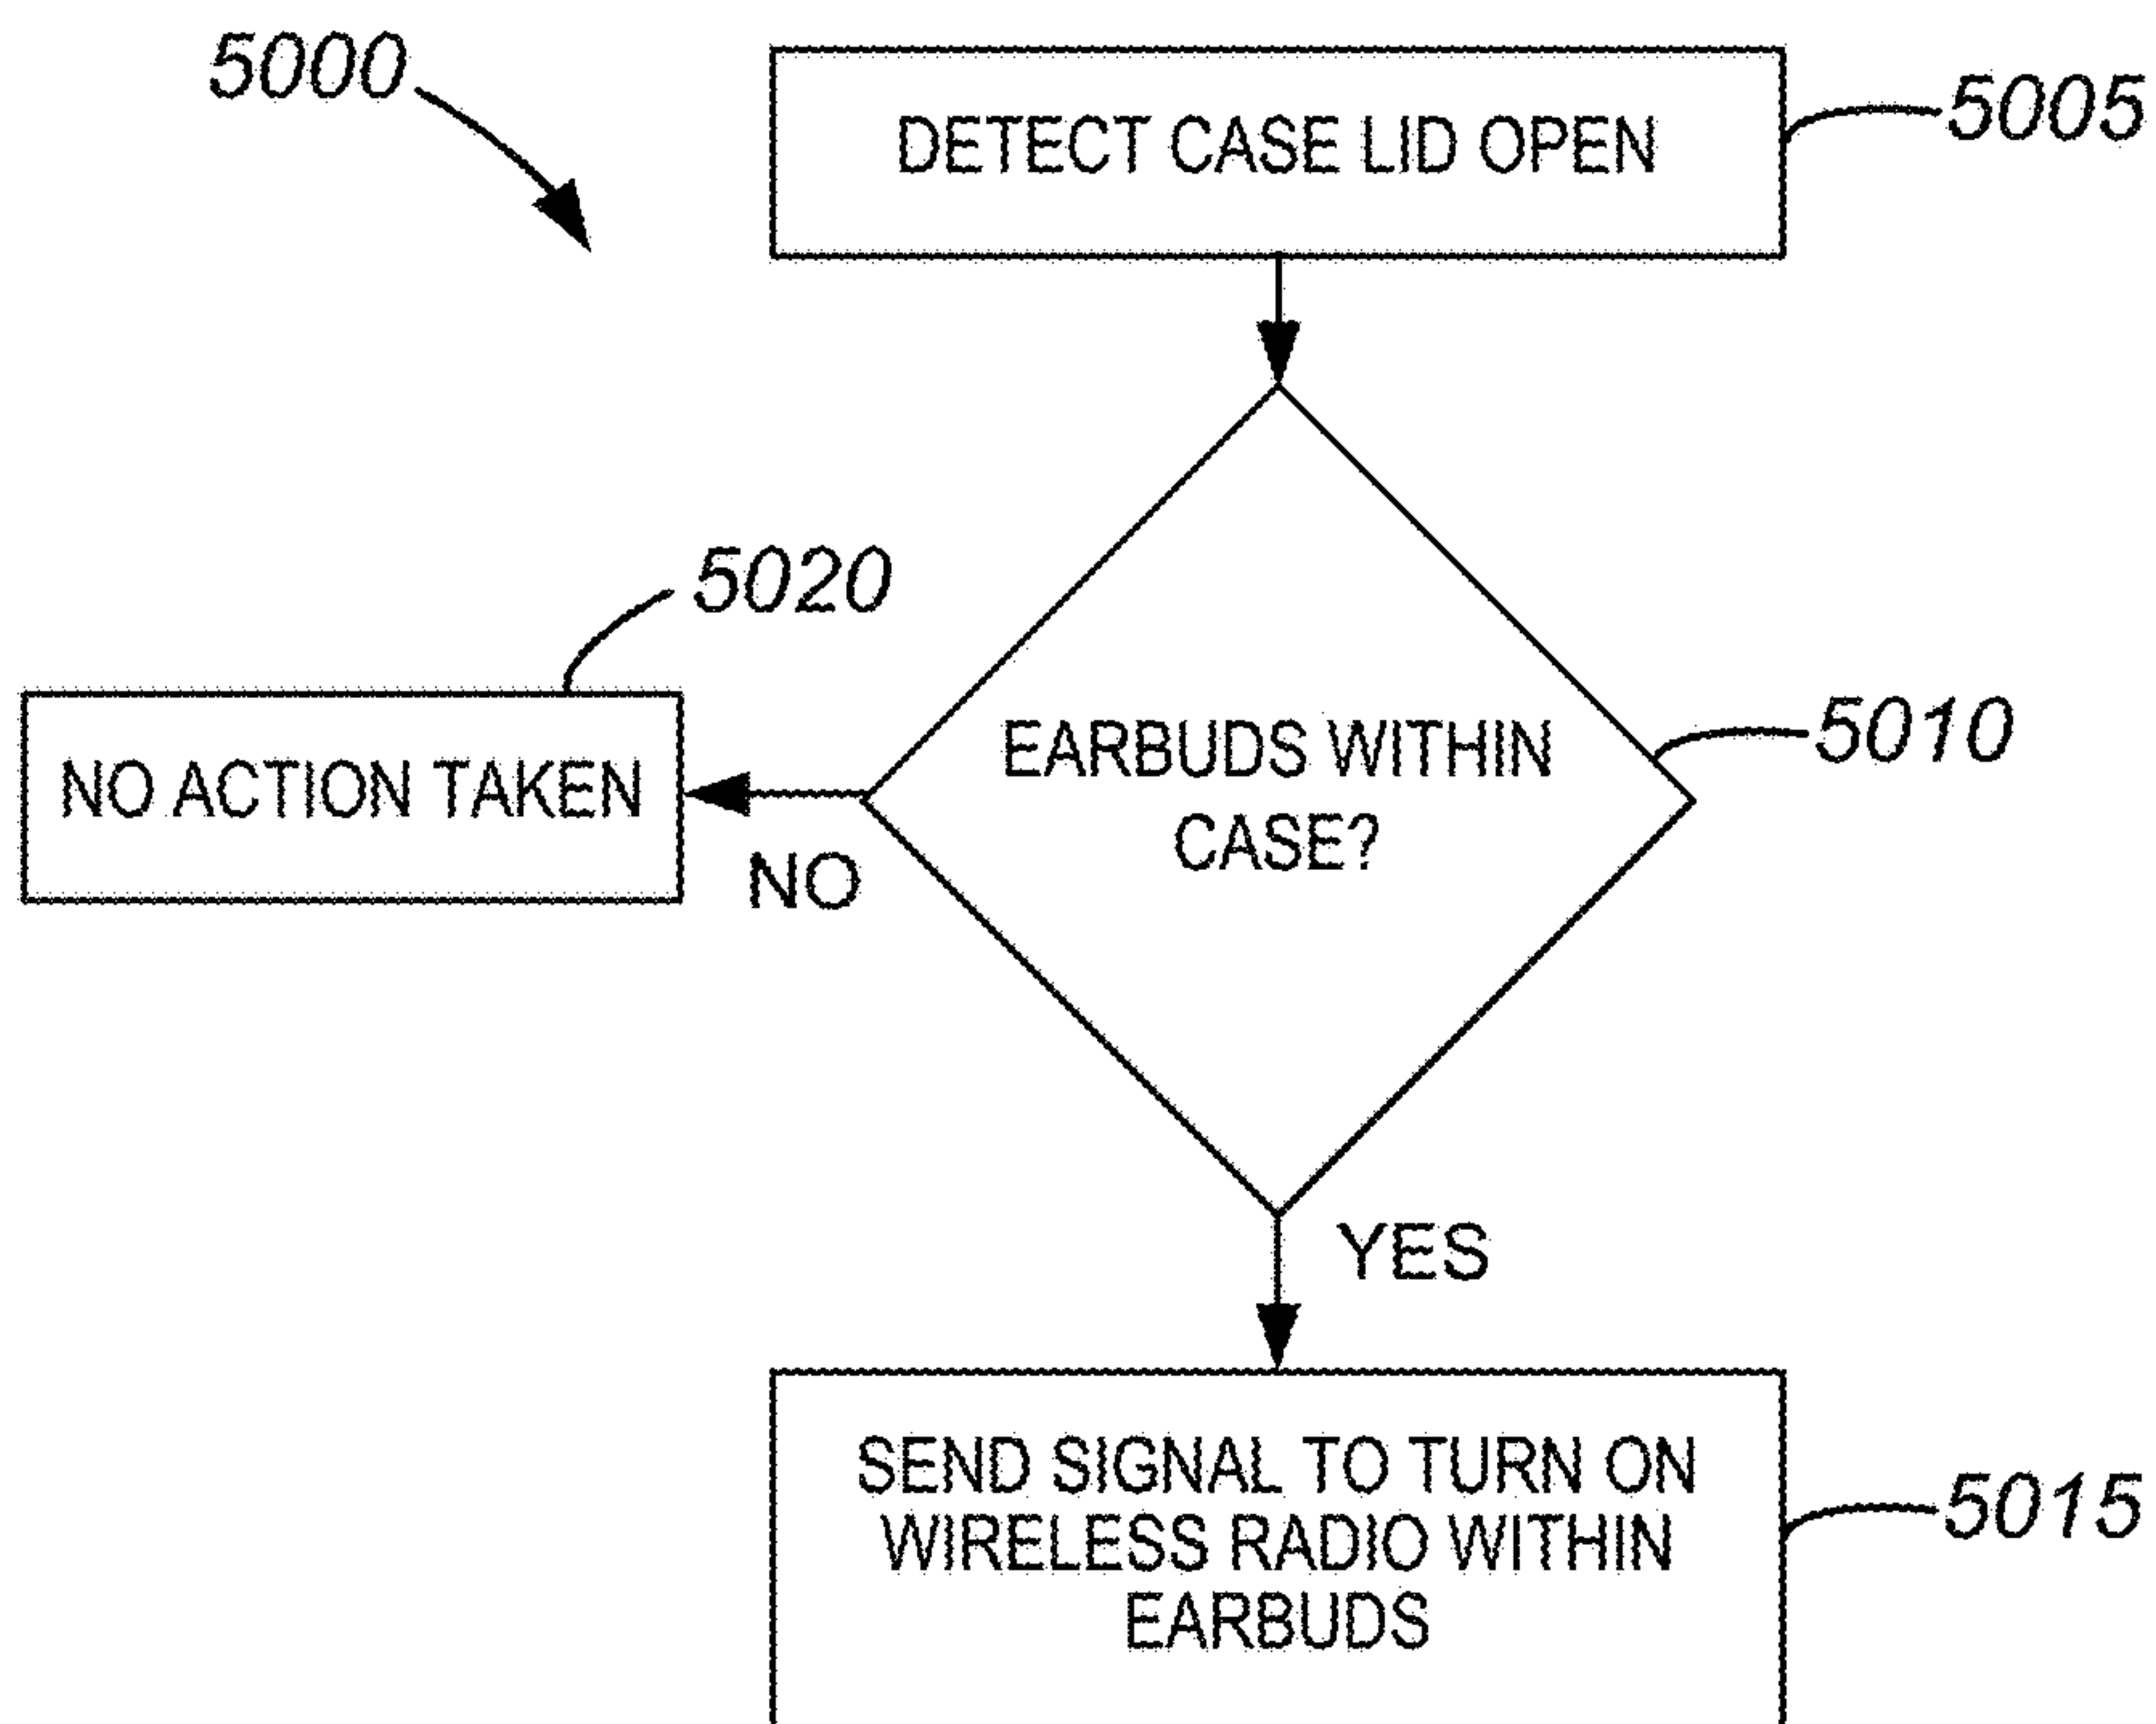 5000
DETECT CASE LID OPEN
5005
5020
EARBUDS WITHIN
CASE?
5010
NO ACTION TAKEN
NO
YES
SEND SIGNAL TO TURN ON
WIRELESS RADIO WITHIN
EARBUDS
5015